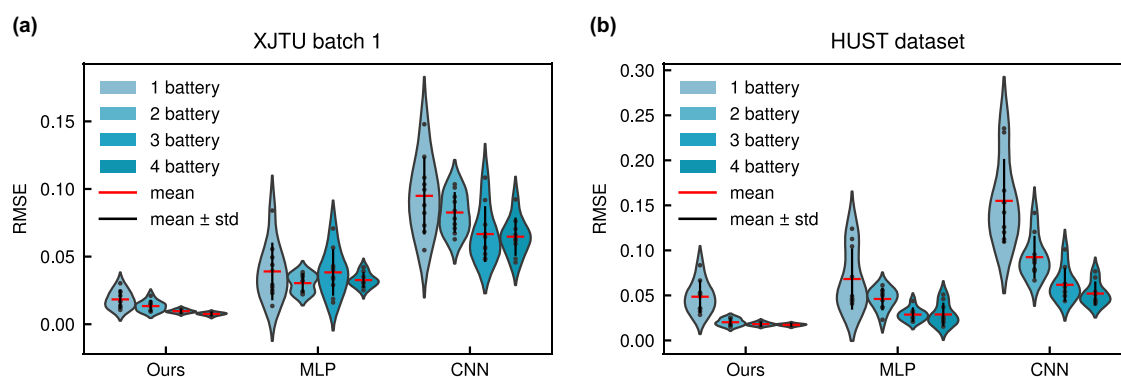 (a)
XJTU batch 1
RMSE
0.15
0.10
0.05
0.00
1 battery
2 battery
3 battery
4 battery
mean
mean ± std
Ours
MLP
CNN
(b)
HUST dataset
RMSE
0.30
0.25
0.20
0.15
0.10
0.05
0.00
1 battery
2 battery
3 battery
4 battery
mean
mean ± std
Ours
MLP
CNN